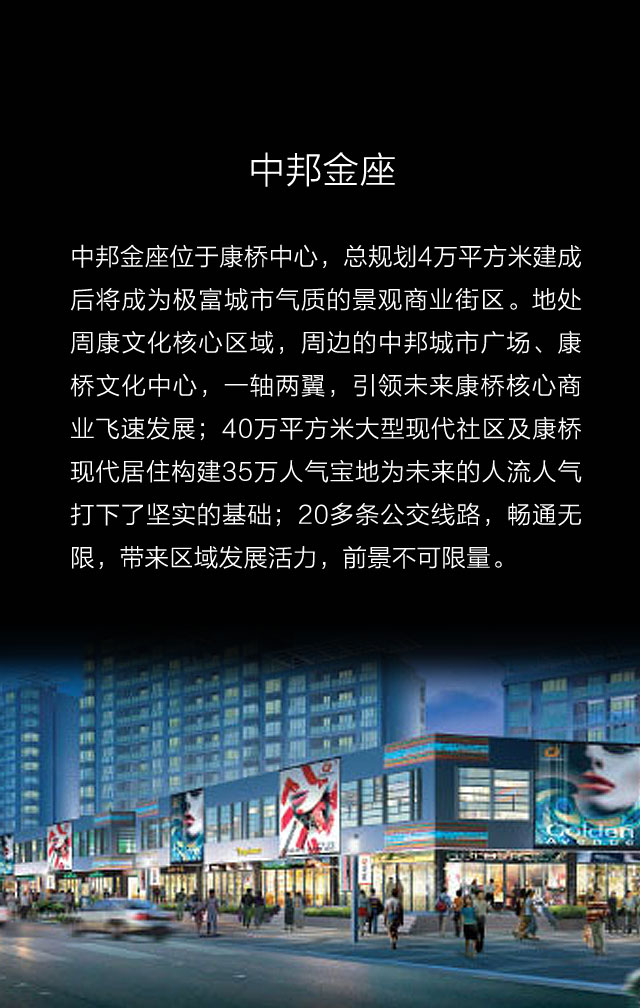 中邦金座
中邦金座位于康桥中心，总规划4万平方米建成
后将成为极富城市气质的景观商业街区。地处
周康文化核心区域，周边的中邦城市广场、康
桥文化中心，一轴两翼，引领未来康桥核心商
业飞速发展；40万平方米大型现代社区及康桥
现代居住构建35万人气宝地为未来的人流人气
打下了坚实的基础；20多条公交线路，畅通无
限，带来区域发展活力，前景不可限量。
Golden
AVENUE